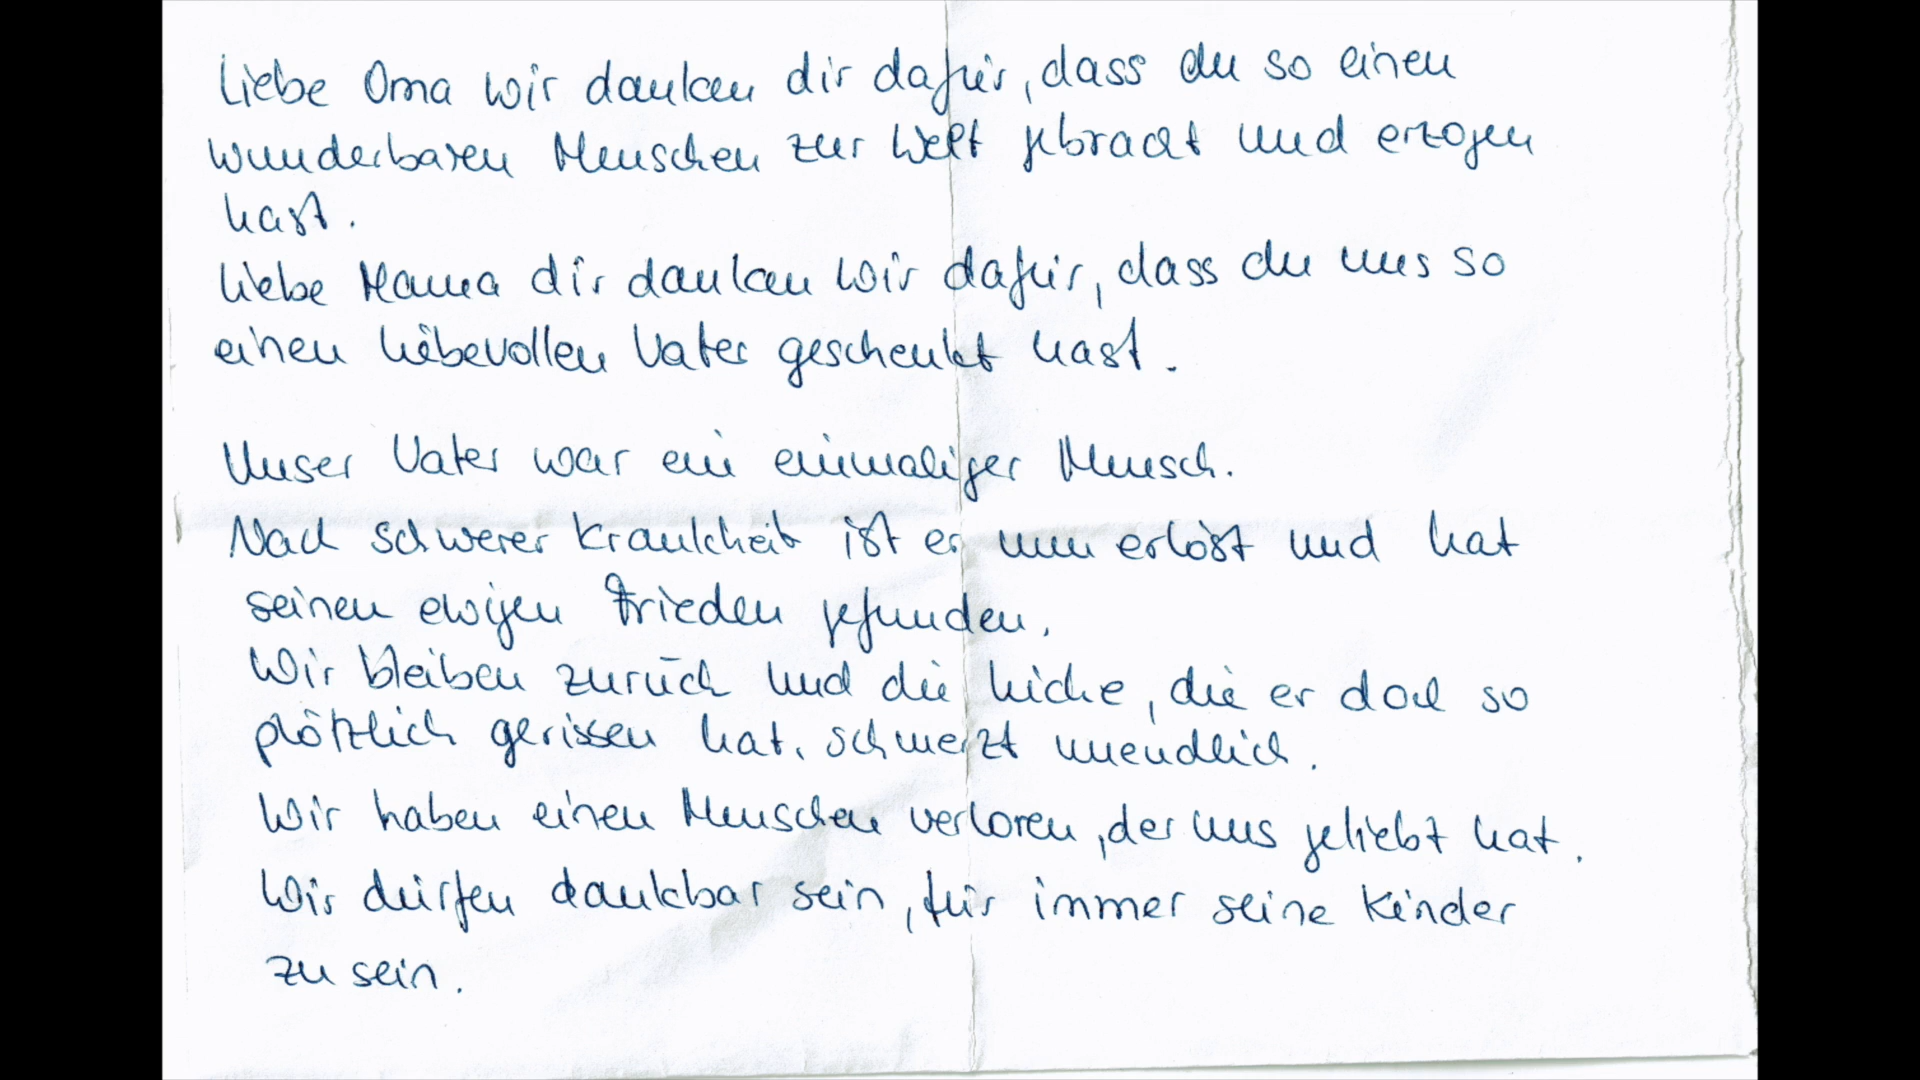 Liebe Oma wir danken dir dafür, dass du so einen
wunderbaren Menschen zur Welt gebracht und erzogen
hast.
Liebe Mama dir danken wir dafür, dass du uns so
einen liebevollen Vater geschenkt hast.
Unser Vater war ein einmaliger Mensch.
Nach schwerer Krankheit ist er nun erlöst und hat
seinen ewigen Frieden gefunden.
Wir bleiben zurück und die Lücke, die er doch so
plötzlich gerissen hat, schmerzt unendlich.
Wir haben einen Menschen verloren, der uns geliebt hat.
Wir dürfen dankbar sein, für immer seine Kinder
zu sein.